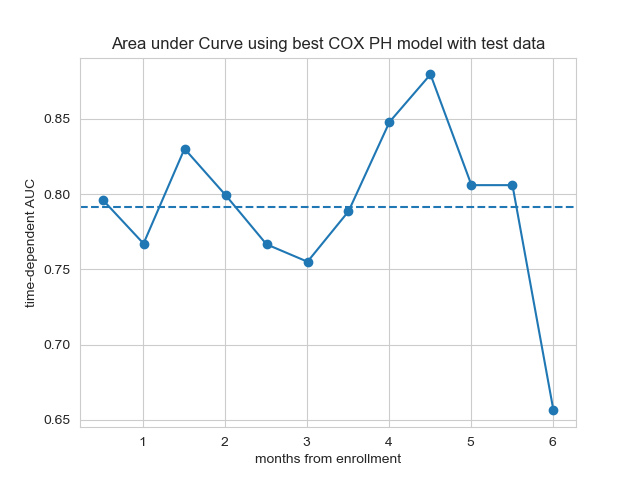 Area under Curve using best COX PH model with test data
time-dependent AUC
0.85
0.80
0.75
0.70
0.65
1 2 3 4 5 6
months from enrollment